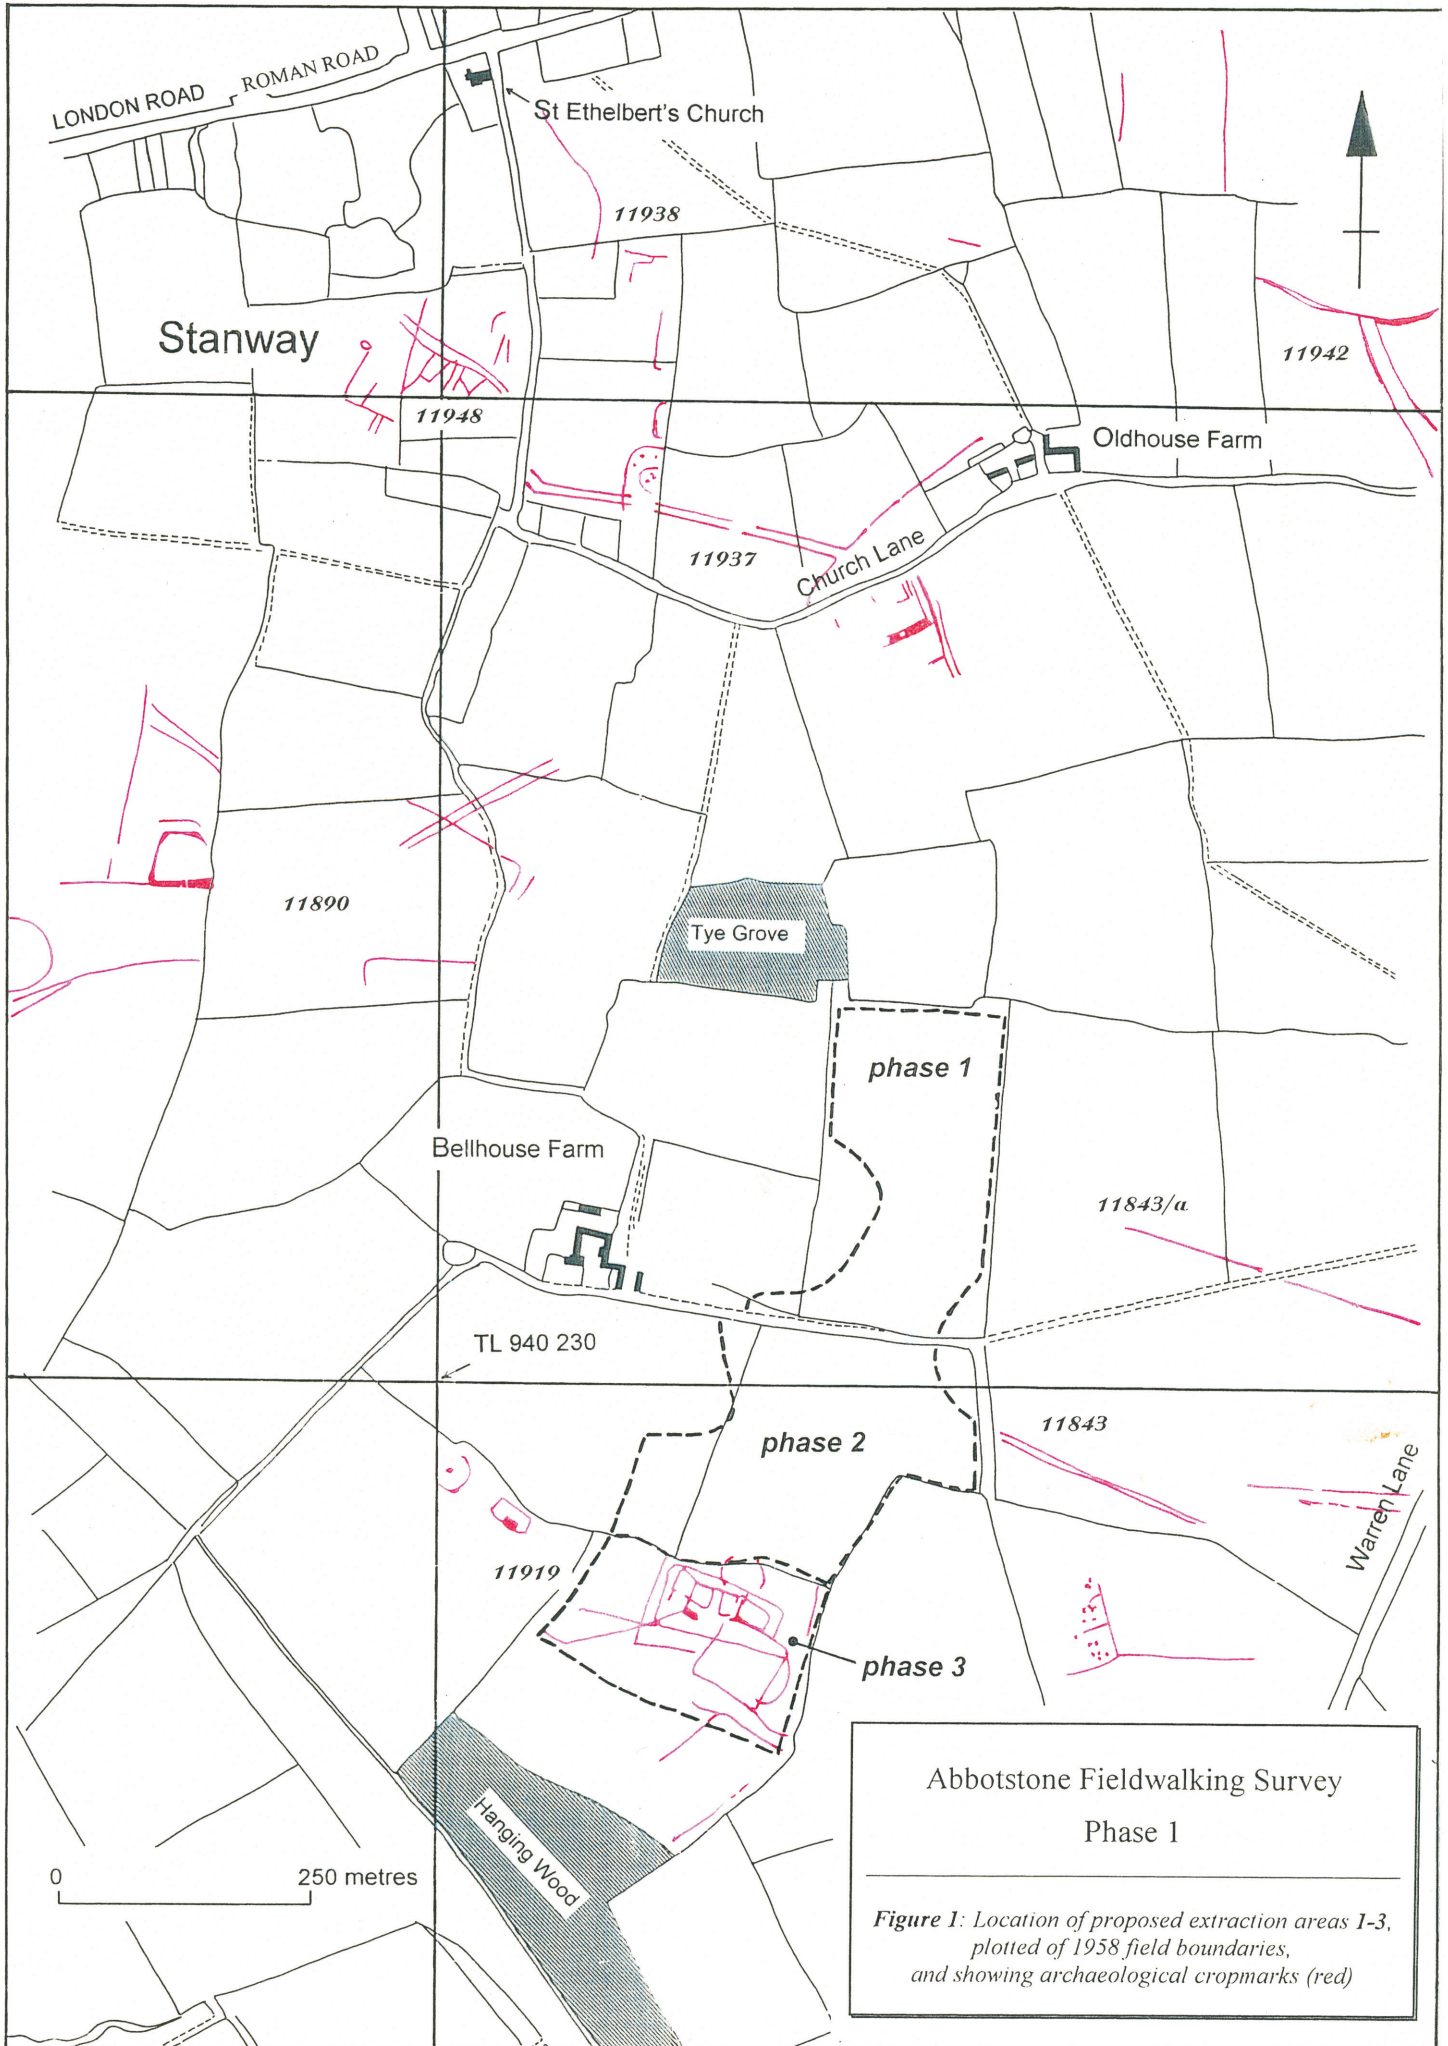 LONDON ROAD
ROMAN ROAD
St Ethelbert's Church
11938
Stanway
11942
11948
Oldhouse Farm
11937
Church Lane
11890
Tye Grove
phase 1
Bellhouse Farm
11843/a
TL 940 230
11843
phase 2
Warren Lane
11919
phase 3
Hanging Wood
0 250 metres
Abbotstone Fieldwalking Survey
Phase 1
Figure 1: Location of proposed extraction areas 1-3,
plotted of 1958 field boundaries,
and showing archaeological cropmarks (red)